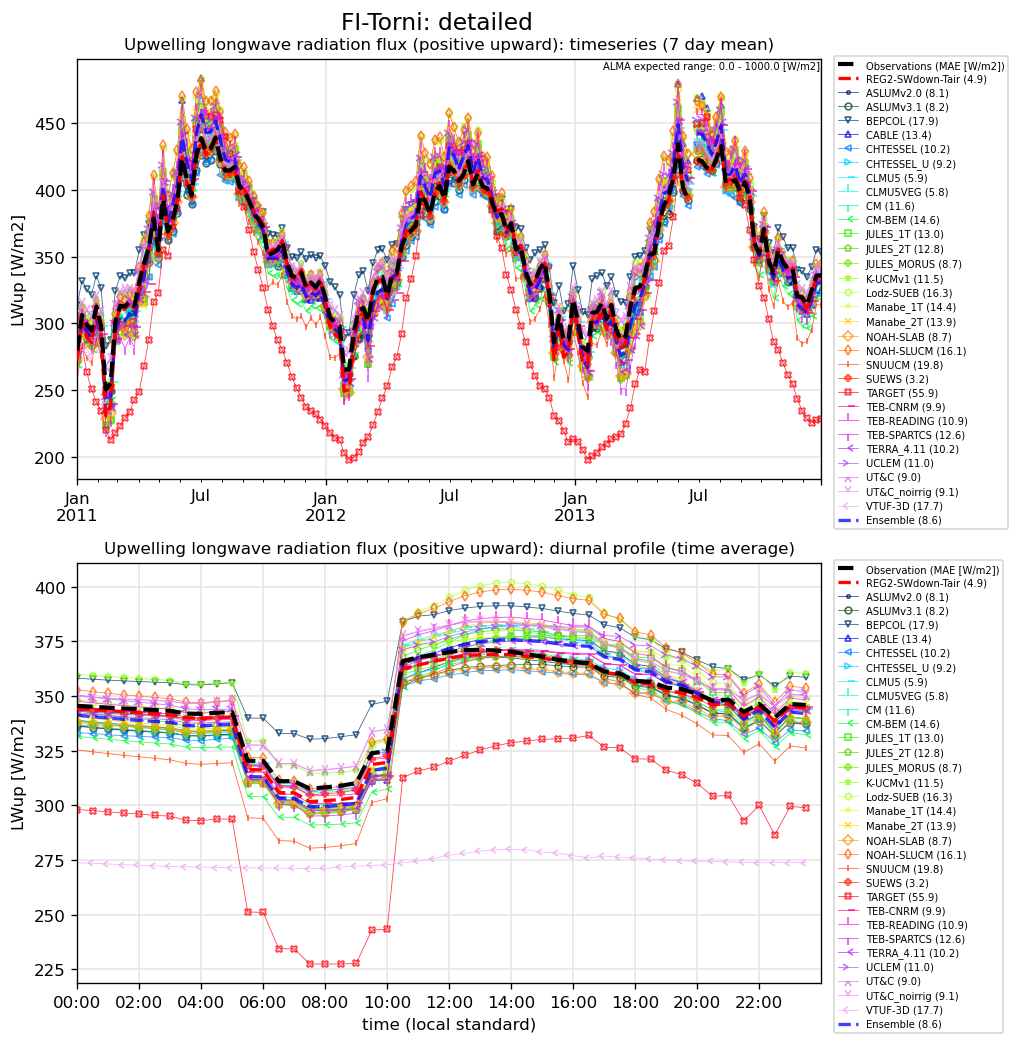 FI-Torni: detailed
Upwelling longwave radiation flux (positive upward): timeseries (7 day mean)
ALMA expected range: 0.0 - 1000.0 [W/m2]
LWup [W/m2]
450
400
350
300
250
200
Jan
2011
Jul
Jan
2012
Jul
Jan
2013
Jul
Observations (MAE [W/m2])
REG2-SWdown-Tair (4.9)
ASLUMv2.0 (8.1)
ASLUMv3.1 (8.2)
BEPCOL (17.9)
CABLE (13.4)
CHTESSEL (10.2)
CHTESSEL_U (9.2)
CLMU5 (5.9)
CLMU5VEG (5.8)
CM (11.6)
CM-BEM (14.6)
JULES_1T (13.0)
JULES_2T (12.8)
JULES_MORUS (8.7)
K-UCMv1 (11.5)
Lodz-SUEB (16.3)
Manabe_1T (14.4)
Manabe_2T (13.9)
NOAH-SLAB (8.7)
NOAH-SLUCM (16.1)
SNUUCM (19.8)
SUEWS (3.2)
TARGET (55.9)
TEB-CNRM (9.9)
TEB-READING (10.9)
TEB-SPARTCS (12.6)
TERRA_4.11 (10.2)
UCLEM (11.0)
UT&C (9.0)
UT&C_noirrig (9.1)
VTUF-3D (17.7)
Ensemble (8.6)
Upwelling longwave radiation flux (positive upward): diurnal profile (time average)
LWup [W/m2]
400
375
350
325
300
275
250
225
00:00
02:00
04:00
06:00
08:00
10:00
12:00
14:00
16:00
18:00
20:00
22:00
time (local standard)
Observation (MAE [W/m2])
REG2-SWdown-Tair (4.9)
ASLUMv2.0 (8.1)
ASLUMv3.1 (8.2)
BEPCOL (17.9)
CABLE (13.4)
CHTESSEL (10.2)
CHTESSEL_U (9.2)
CLMU5 (5.9)
CLMU5VEG (5.8)
CM (11.6)
CM-BEM (14.6)
JULES_1T (13.0)
JULES_2T (12.8)
JULES_MORUS (8.7)
K-UCMv1 (11.5)
Lodz-SUEB (16.3)
Manabe_1T (14.4)
Manabe_2T (13.9)
NOAH-SLAB (8.7)
NOAH-SLUCM (16.1)
SNUUCM (19.8)
SUEWS (3.2)
TARGET (55.9)
TEB-CNRM (9.9)
TEB-READING (10.9)
TEB-SPARTCS (12.6)
TERRA_4.11 (10.2)
UCLEM (11.0)
UT&C (9.0)
UT&C_noirrig (9.1)
VTUF-3D (17.7)
Ensemble (8.6)